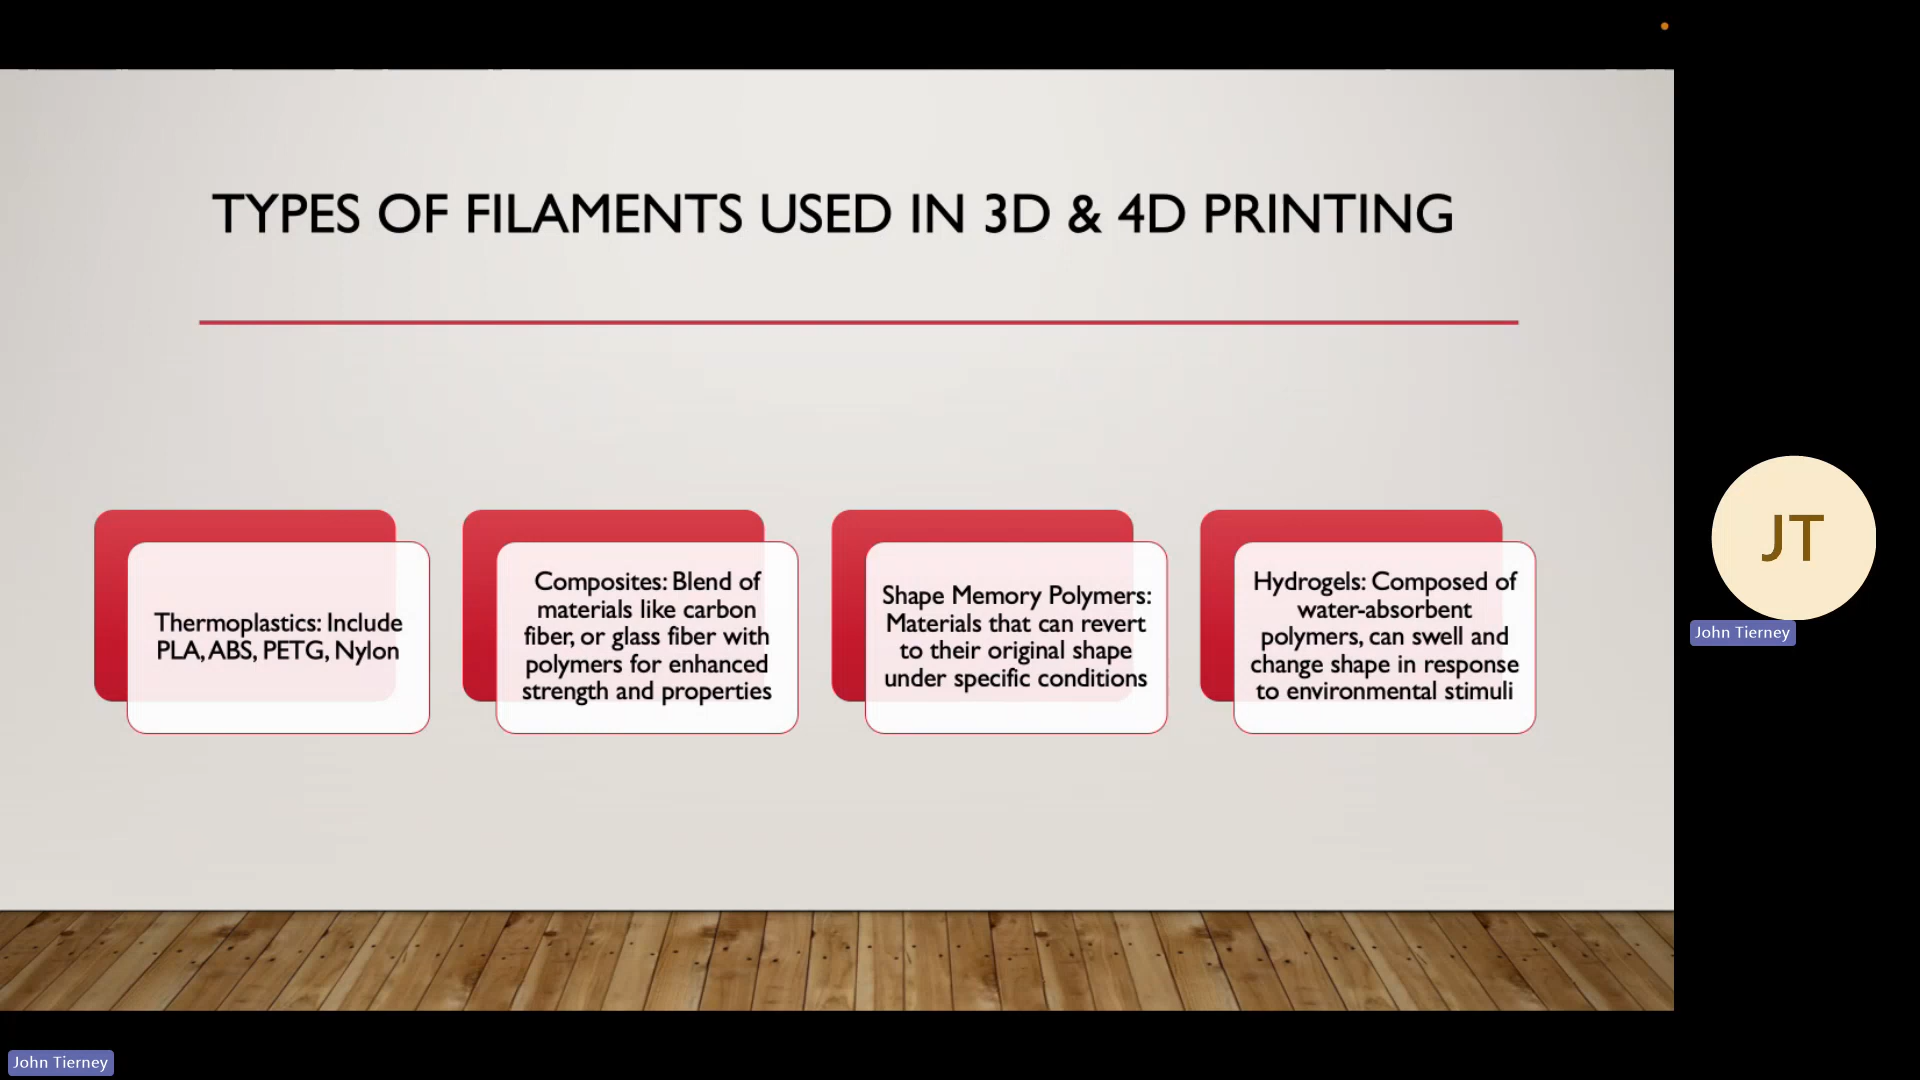 TYPES OF FILAMENTS USED IN 3D & 4D PRINTING
Thermoplastics: Include
PLA, ABS, PETG, Nylon
Composites: Blend of
materials like carbon
fiber, or glass fiber with
polymers for enhanced
strength and properties
Shape Memory Polymers:
Materials that can revert
to their original shape
under specific conditions
Hydrogels: Composed of
water-absorbent
polymers, can swell and
change shape in response
to environmental stimuli
JT
John Tierney
John Tierney